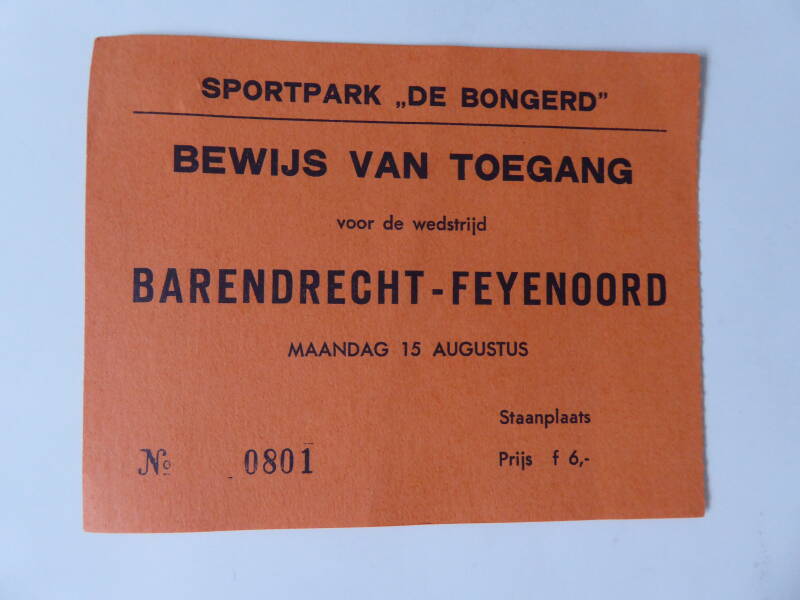 SPORTPARK „DE BONGERD”
BEWIJS VAN TOEGANG
voor de wedstrijd
BARENDRECHT-FEYENOORD
MAANDAG 15 AUGUSTUS
Staanplaats
Nº 0801
Prijs f 6,-